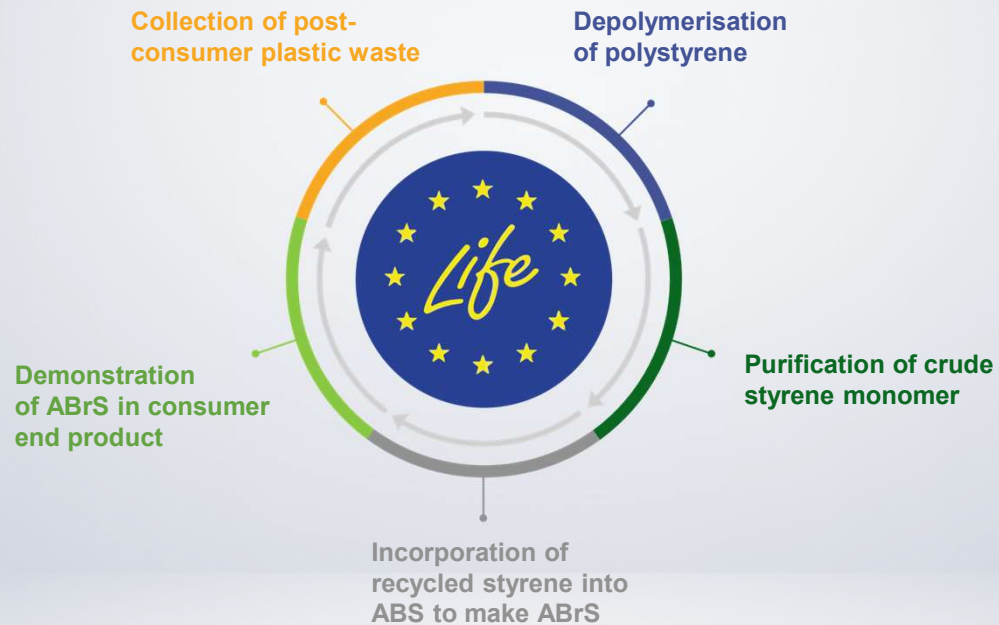 Collection of post-
consumer plastic waste
Depolymerisation
of polystyrene
Life
Purification of crude
styrene monomer
Demonstration
of ABrS in consumer
end product
Incorporation of
recycled styrene into
ABS to make ABrS